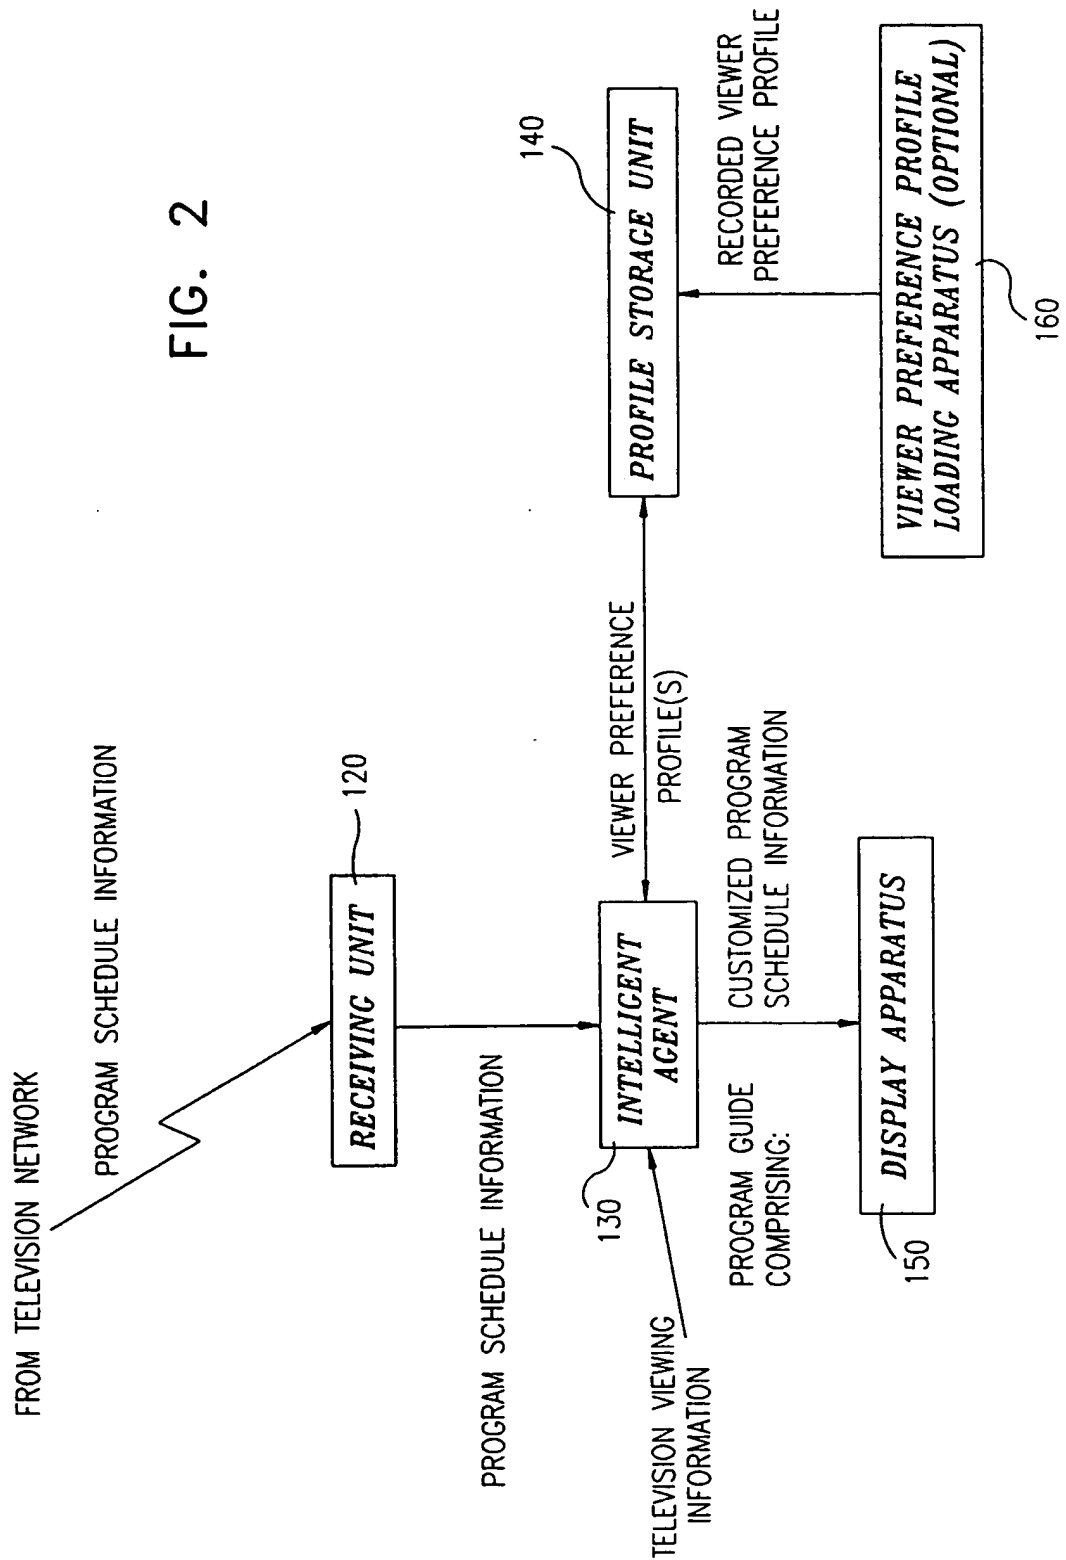 FIG. 2
FROM TELEVISION NETWORK
PROGRAM SCHEDULE INFORMATION
120
RECEIVING UNIT
PROGRAM SCHEDULE INFORMATION
130
INTELLIGENT
AGENT
TELEVISION VIEWING
INFORMATION
VIEWER PREFERENCE
PROFILE(S)
140
PROFILE STORAGE UNIT
RECORDED VIEWER
PREFERENCE PROFILE
PROGRAM GUIDE
COMPRISING:
CUSTOMIZED PROGRAM
SCHEDULE INFORMATION
150
DISPLAY APPARATUS
VIEWER PREFERENCE PROFILE
LOADING APPARATUS (OPTIONAL)
160